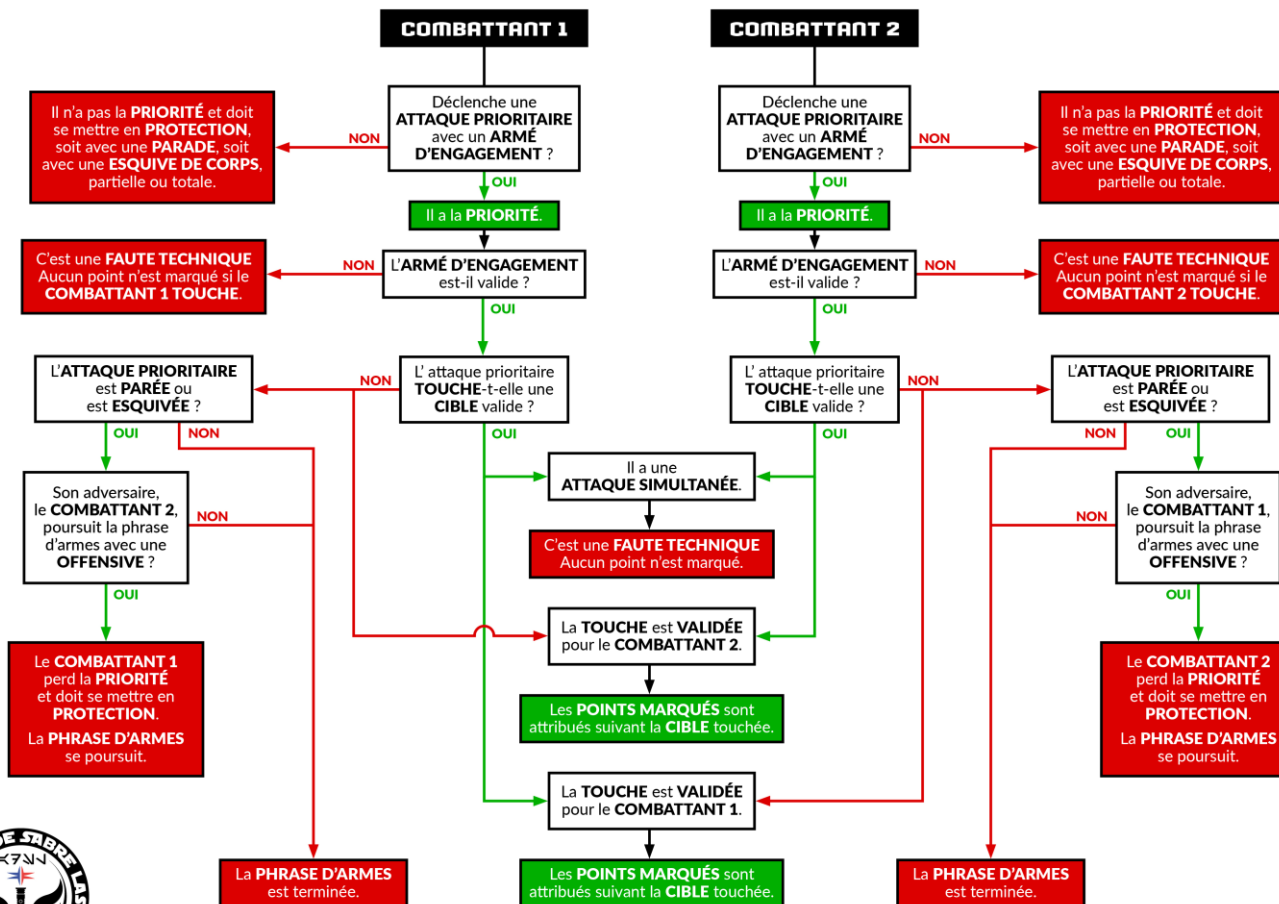 COMBATTANT 1
COMBATTANT 2
Déclenche une
ATTAQUE PRIORITAIRE
avec un ARMÉ
D'ENGAGEMENT ?
Déclenche une
ATTAQUE PRIORITAIRE
avec un ARMÉ
D'ENGAGEMENT ?
NON
NON
Il n'a pas la PRIORITÉ et doit
se mettre en PROTECTION,
soit avec une PARADE, soit
avec une ESQUIVE DE CORPS,
partielle ou totale.
Il n'a pas la PRIORITÉ et doit
se mettre en PROTECTION,
soit avec une PARADE, soit
avec une ESQUIVE DE CORPS,
partielle ou totale.
OUI
OUI
Il a la PRIORITÉ.
Il a la PRIORITÉ.
C'est une FAUTE TECHNIQUE
Aucun point n'est marqué si le
COMBATTANT 1 TOUCHE.
NON
L'ARMÉ D'ENGAGEMENT
est-il valide ?
L'ARMÉ D'ENGAGEMENT
est-il valide ?
NON
C'est une FAUTE TECHNIQUE
Aucun point n'est marqué si le
COMBATTANT 2 TOUCHE.
OUI
OUI
L'ATTAQUE PRIORITAIRE
est PARÉE ou
est ESQUIVÉE ?
NON
L' attaque prioritaire
TOUCHE-t-elle une
CIBLE valide ?
L' attaque prioritaire
TOUCHE-t-elle une
CIBLE valide ?
NON
L'ATTAQUE PRIORITAIRE
est PARÉE ou
est ESQUIVÉE ?
OUI
NON
OUI
OUI
NON
OUI
Il a une
ATTAQUE SIMULTANÉE.
Son adversaire,
le COMBATTANT 2,
poursuit la phrase
d'armes avec une
OFFENSIVE ?
NON
NON
Son adversaire,
le COMBATTANT 1,
poursuit la phrase
d'armes avec une
OFFENSIVE ?
C'est une FAUTE TECHNIQUE
Aucun point n'est marqué.
OUI
OUI
La TOUCHE est VALIDÉE
pour le COMBATTANT 2.
Le COMBATTANT 1
perd la PRIORITÉ
et doit se mettre en
PROTECTION.
La PHRASE D'ARMES
se poursuit.
Le COMBATTANT 2
perd la PRIORITÉ
et doit se mettre en
PROTECTION.
La PHRASE D'ARMES
se poursuit.
Les POINTS MARQUÉS sont
attribués suivant la CIBLE touchée.
La TOUCHE est VALIDÉE
pour le COMBATTANT 1.
DE SABRE LAS
La PHRASE D'ARMES
est terminée.
Les POINTS MARQUÉS sont
attribués suivant la CIBLE touchée.
La PHRASE D'ARMES
est terminée.